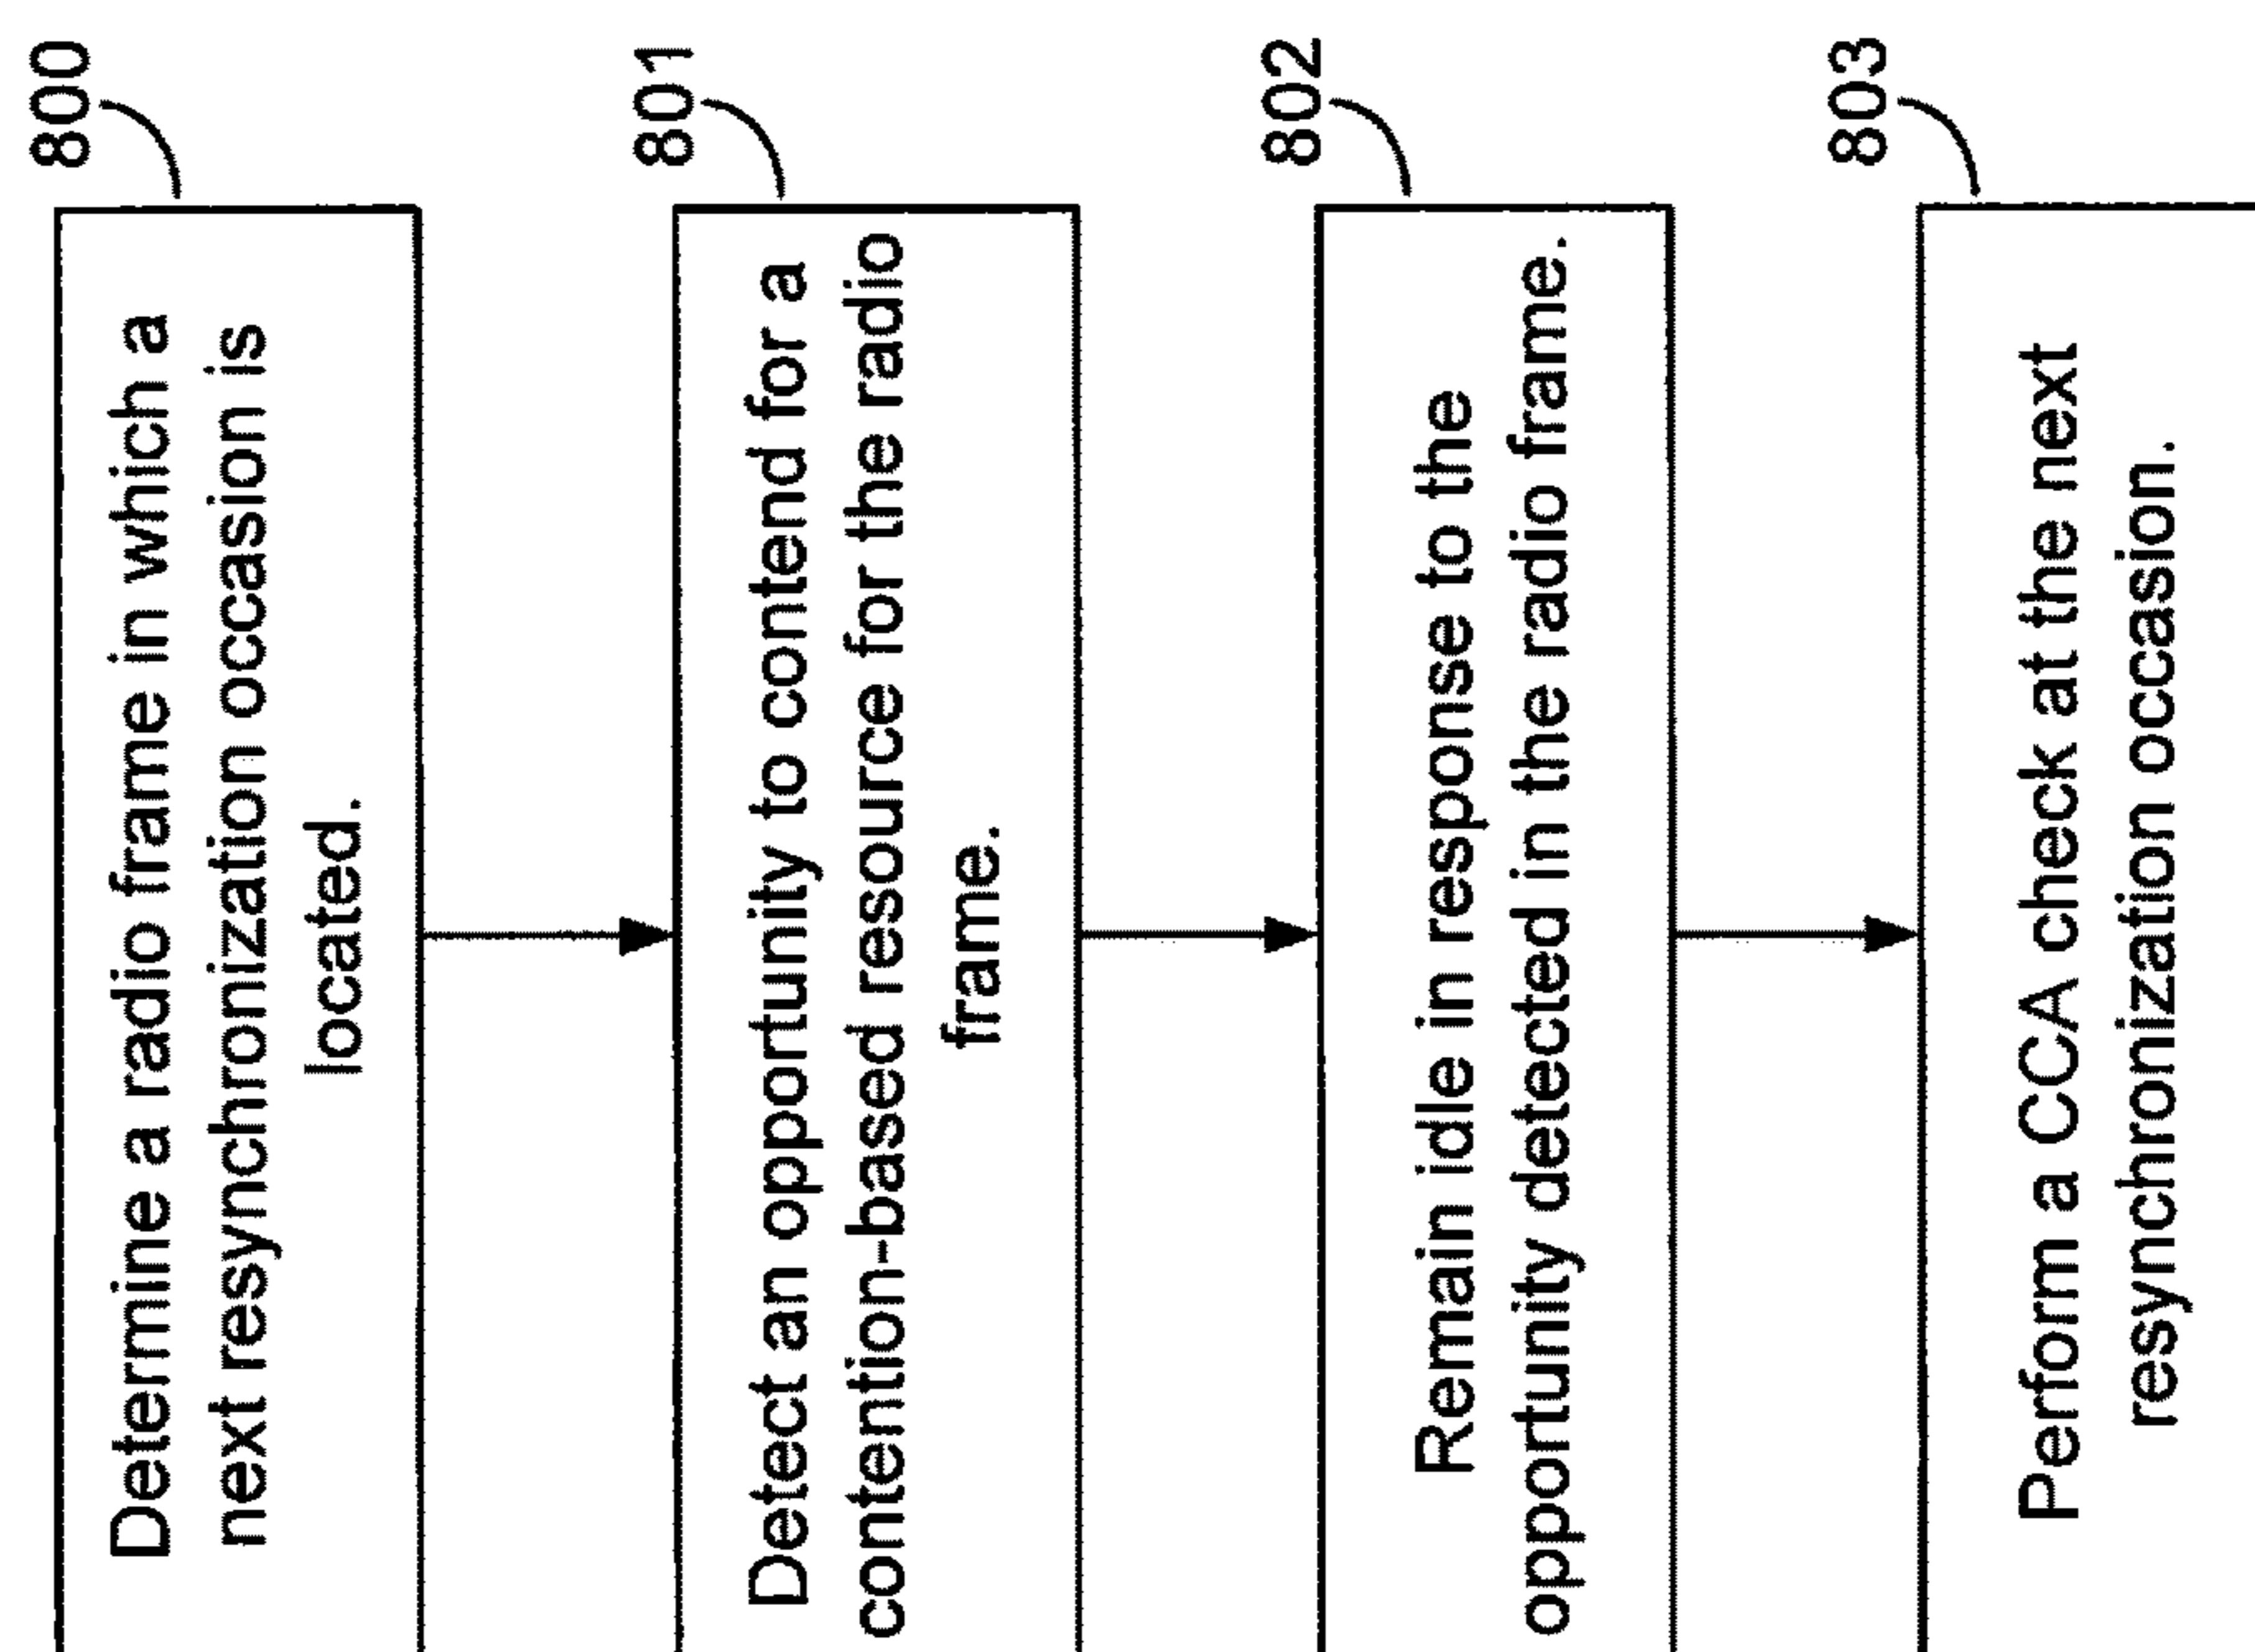 800
Determine a radio frame in which a
next resynchronization occasion is
located.
801
Detect an opportunity to contend for a
contention-based resource for the radio
frame.
802
Remain idle in response to the
opportunity detected in the radio frame.
803
Perform a CCA check at the next
resynchronization occasion.